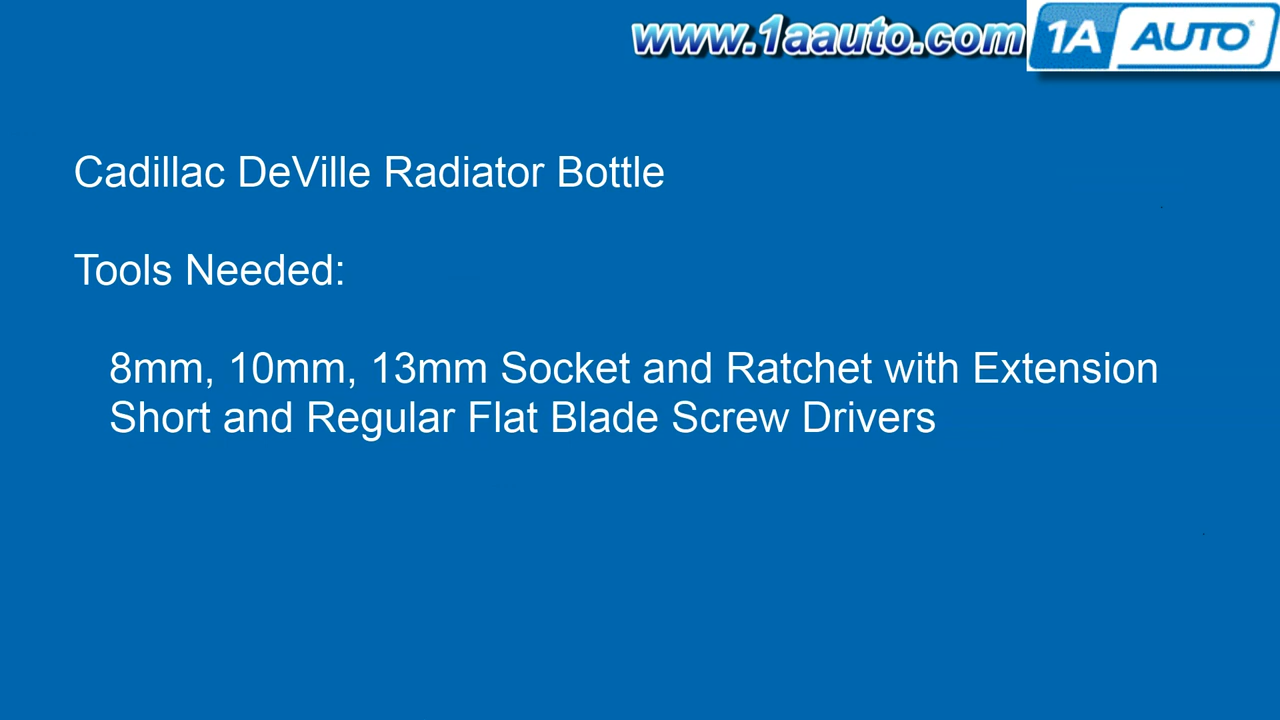 www.1aauto.com 1A AUTO®
Cadillac DeVille Radiator Bottle
Tools Needed:
8mm, 10mm, 13mm Socket and Ratchet with Extension
Short and Regular Flat Blade Screw Drivers